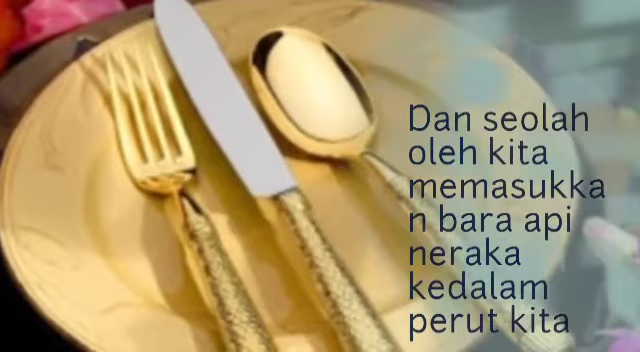 Dan seolah
oleh kita
memasukka
n bara api
neraka
kedalam
perut kita